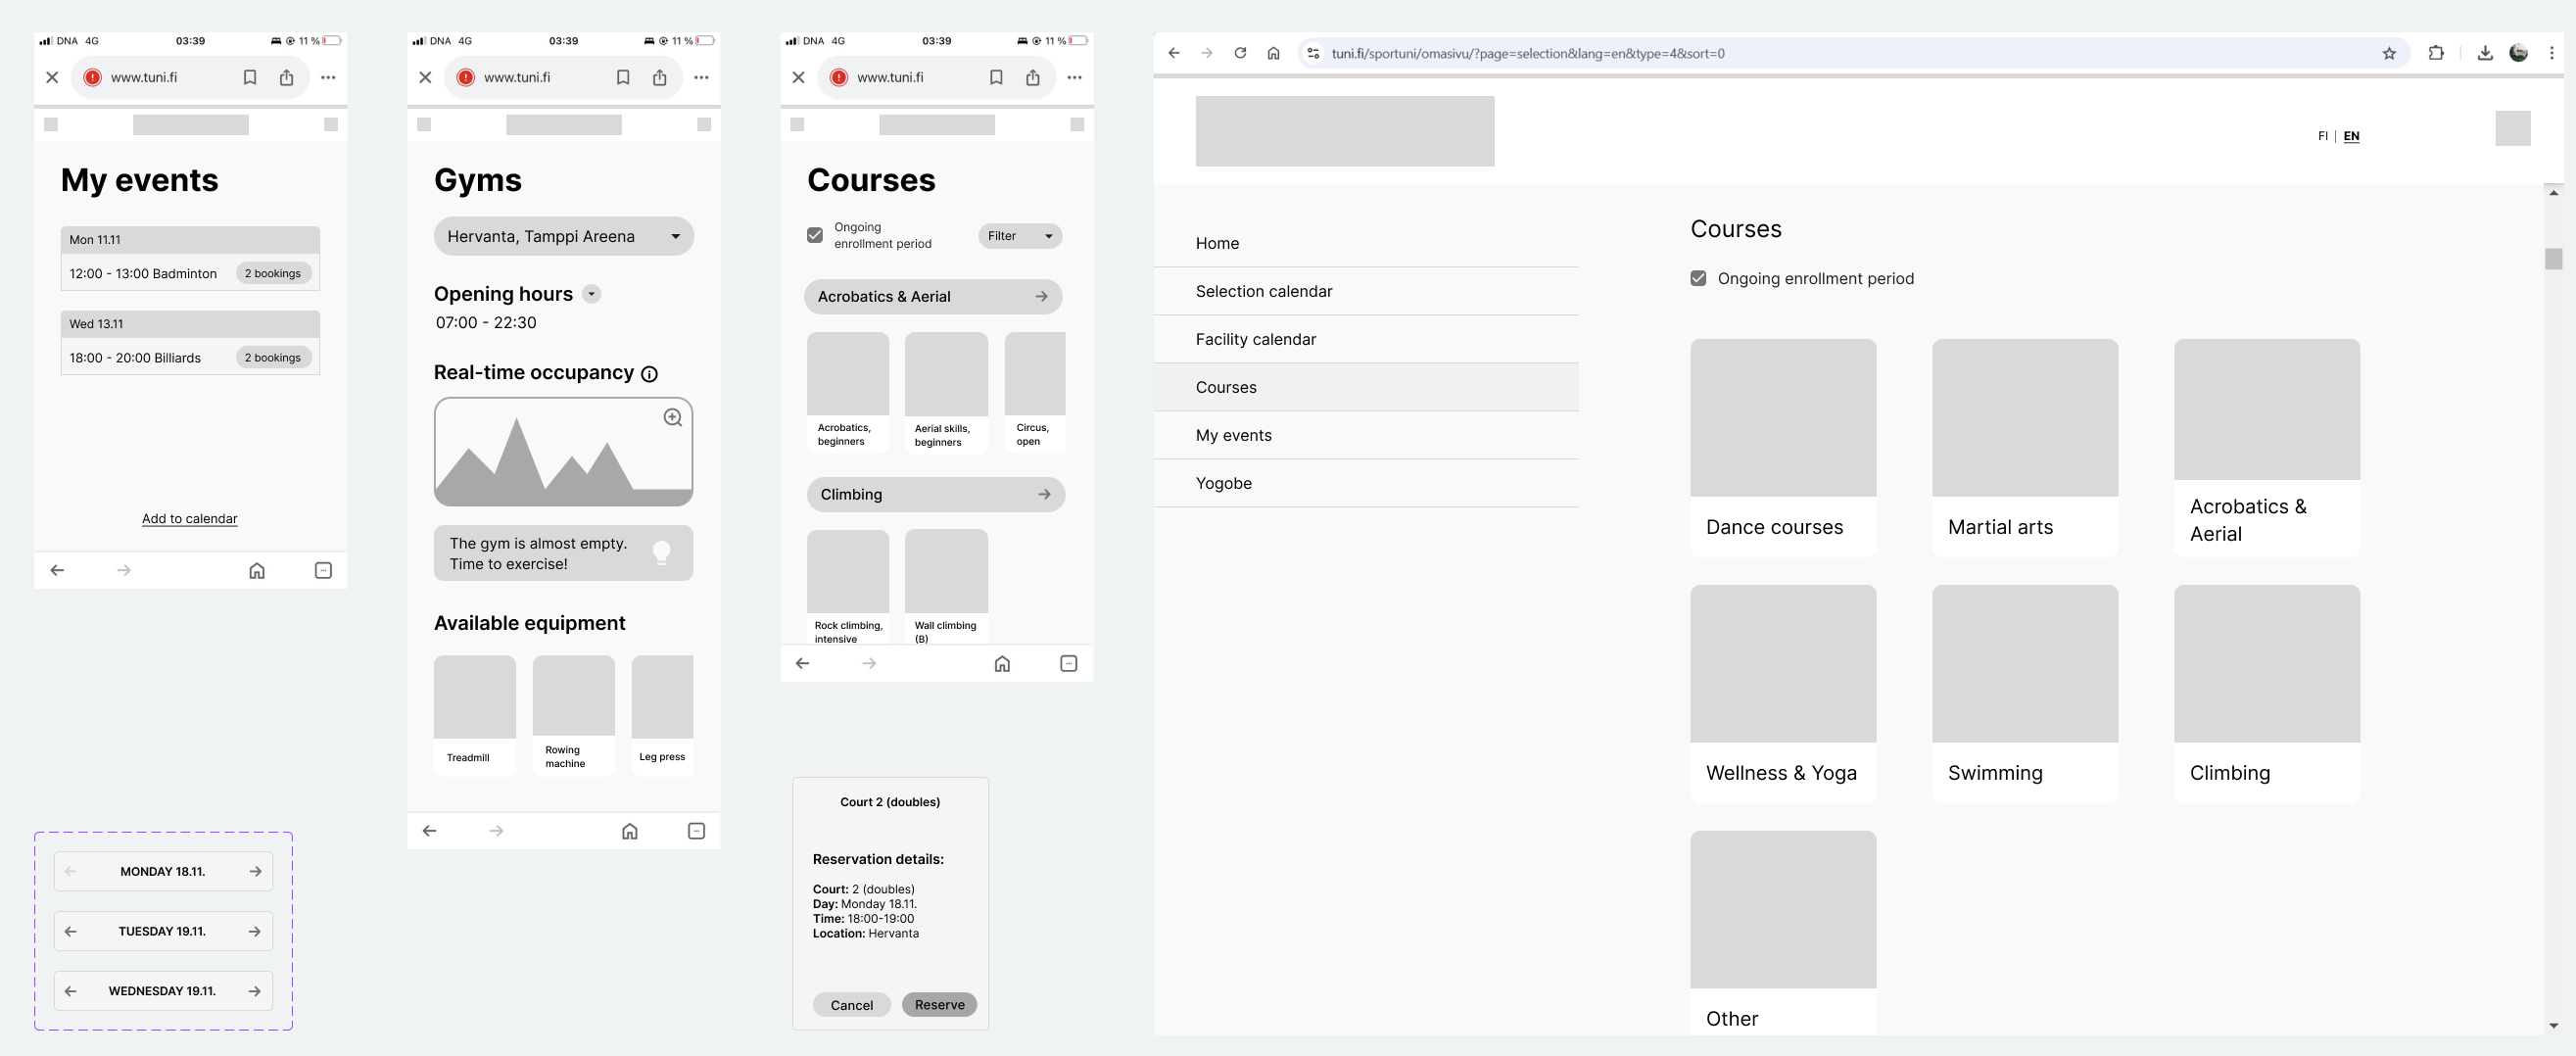 DNA 4G 03:39 11 %
www.tuni.fi
My events
Mon 11.11
12:00 - 13:00 Badminton 2 bookings
Wed 13.11
18:00 - 20:00 Billiards 2 bookings
Add to calendar
MONDAY 18.11.
TUESDAY 19.11.
WEDNESDAY 19.11.
DNA 4G 03:39 11 %
www.tuni.fi
Gyms
Hervanta, Tamppi Areena
Opening hours
07:00 - 22:30
Real-time occupancy
The gym is almost empty.
Time to exercise!
Available equipment
Treadmill
Rowing
machine
Leg press
DNA 4G 03:39 11 %
www.tuni.fi
Courses
Ongoing
enrollment period
Filter
Acrobatics & Aerial
Acrobatics,
beginners
Aerial skills,
beginners
Circus,
open
Climbing
Rock climbing,
intensive
Wall climbing
(B)
Court 2 (doubles)
Reservation details:
Court: 2 (doubles)
Day: Monday 18.11.
Time: 18:00-19:00
Location: Hervanta
Cancel Reserve
tuni.fi/sportuni/omasivu/?page=selection&lang=en&type=4&sort=0
FI | EN
Home
Selection calendar
Facility calendar
Courses
My events
Yogobe
Courses
Ongoing enrollment period
Dance courses
Martial arts
Acrobatics &
Aerial
Wellness & Yoga
Swimming
Climbing
Other